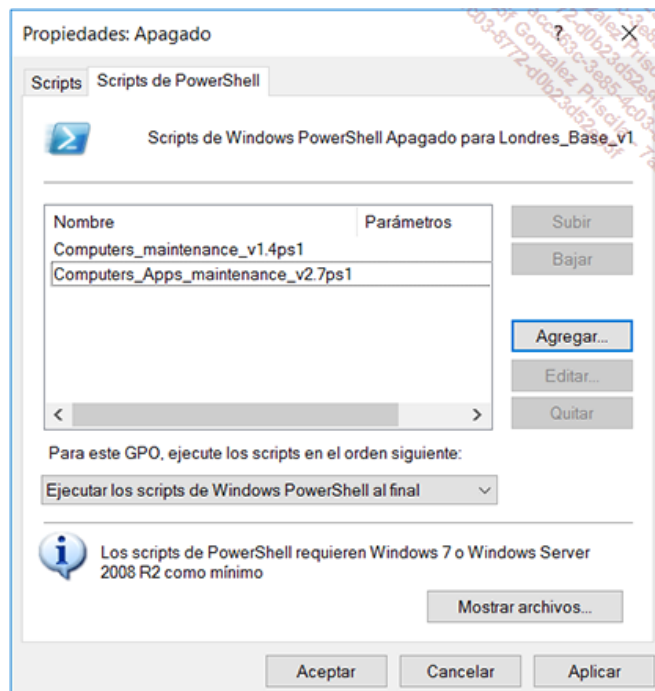 Propiedades: Apagado ? ×
Scripts Scripts de PowerShell
Scripts de Windows PowerShell Apagado para Londres_Base_v1
Nombre Parámetros
Computers_maintenance_v1.4ps1
Computers_Apps_maintenance_v2.7ps1
Subir
Bajar
Agregar...
Editar...
Quitar
Para este GPO, ejecute los scripts en el orden siguiente:
Ejecutar los scripts de Windows PowerShell al final
Los scripts de PowerShell requieren Windows 7 o Windows Server
2008 R2 como mínimo
Mostrar archivos...
Aceptar Cancelar Aplicar